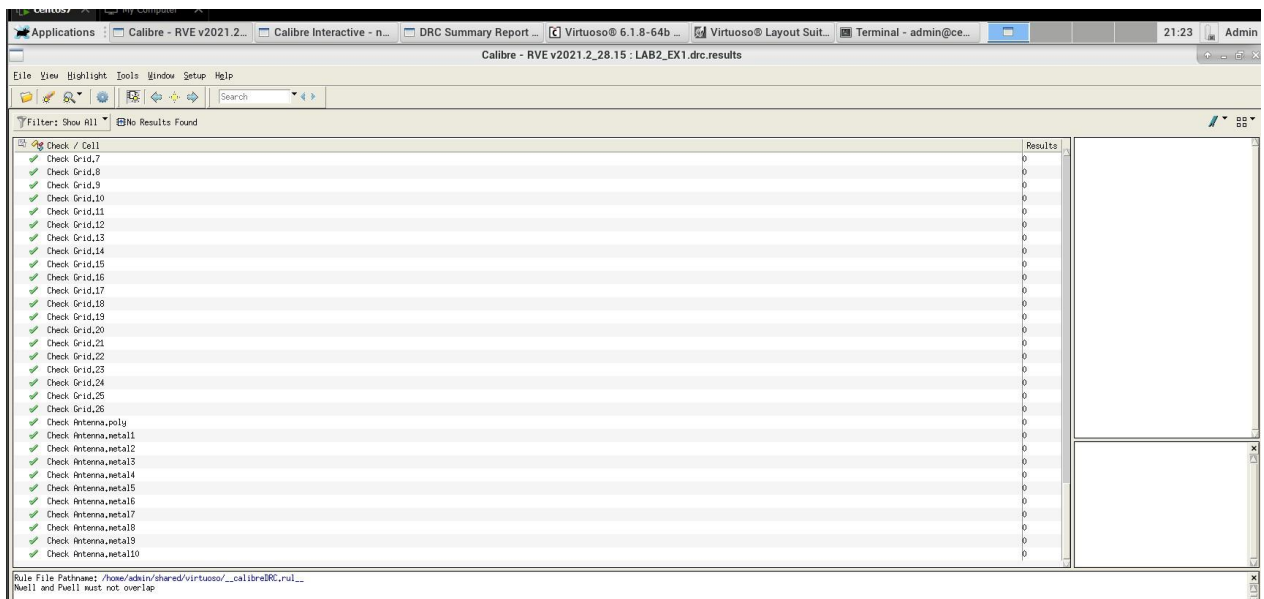 Centos7
My Computer
Applications
Calibre - RVE v2021.2...
Calibre Interactive - n...
DRC Summary Report ...
Virtuoso® 6.1.8-64b ...
Virtuoso® Layout Suit...
Terminal - admin@ce...
21:23
Admin
Calibre - RVE v2021.2_28.15 : LAB2_EX1.drc.results
File View Highlight Tools Window Setup Help
Search
Filter: Show All
No Results Found
Check / Cell Results
Check Grid.7 0
Check Grid.8 0
Check Grid.9 0
Check Grid.10 0
Check Grid.11 0
Check Grid.12 0
Check Grid.13 0
Check Grid.14 0
Check Grid.15 0
Check Grid.16 0
Check Grid.17 0
Check Grid.18 0
Check Grid.19 0
Check Grid.20 0
Check Grid.21 0
Check Grid.22 0
Check Grid.23 0
Check Grid.24 0
Check Grid.25 0
Check Grid.26 0
Check Antenna.poly 0
Check Antenna.metal1 0
Check Antenna.metal2 0
Check Antenna.metal3 0
Check Antenna.metal4 0
Check Antenna.metal5 0
Check Antenna.metal6 0
Check Antenna.metal7 0
Check Antenna.metal8 0
Check Antenna.metal9 0
Check Antenna.metal10 0
Rule File Pathname: /home/admin/shared/virtuoso/__calibreDRC.rul__
Nwell and Pwell must not overlap